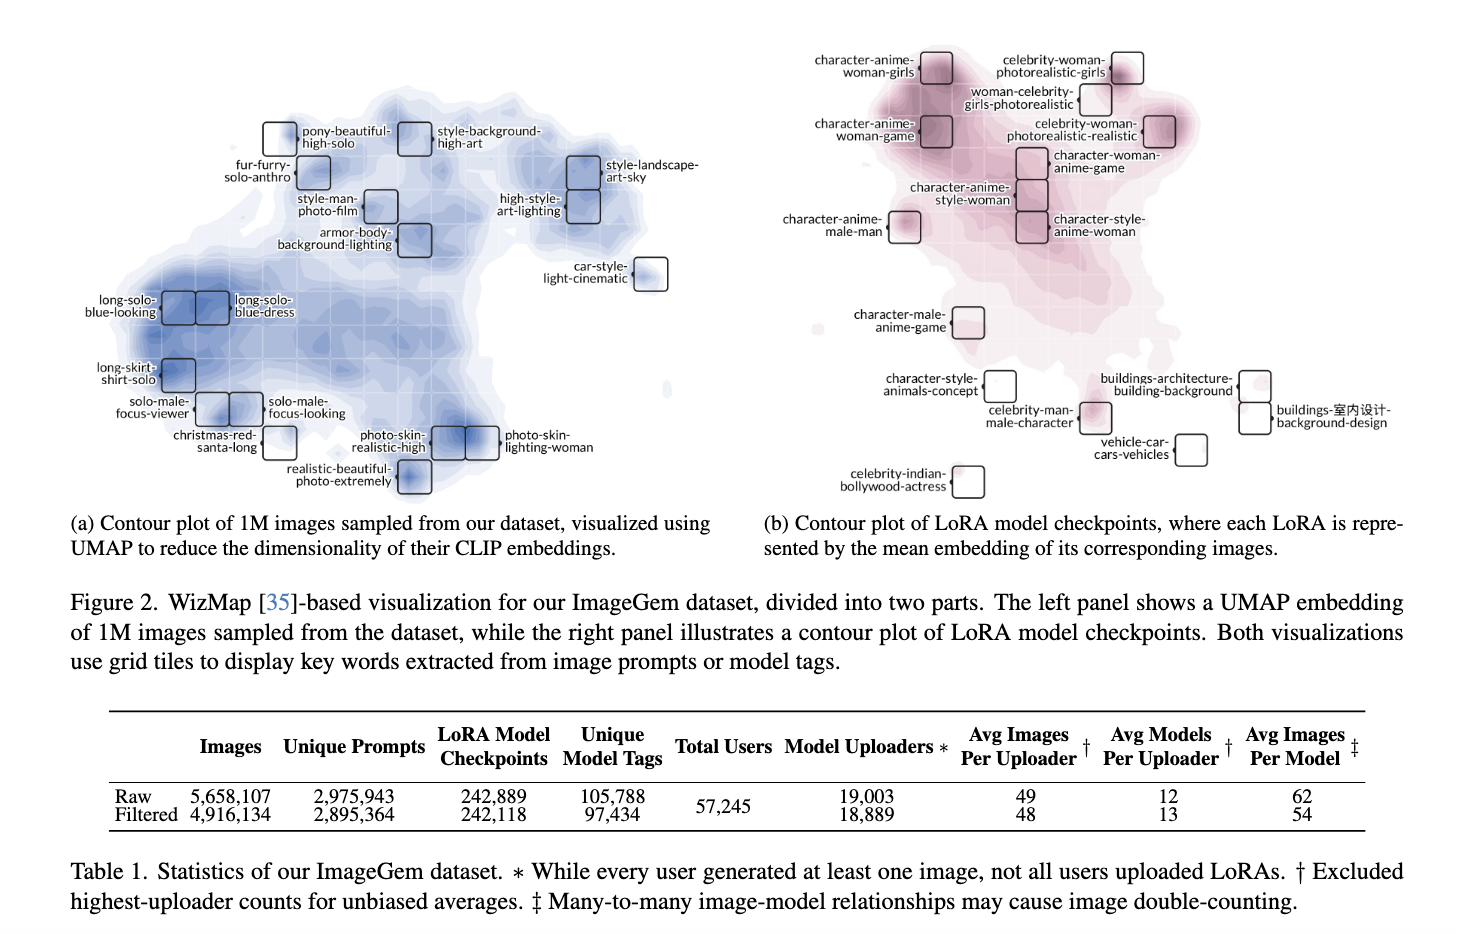 pony-beautiful-
high-solo
style-background-
high-art
fur-furry-
solo-anthro
style-landscape-
art-sky
style-man-
photo-film
high-style-
art-lighting
armor-body-
background-lighting
car-style-
light-cinematic
long-solo-
blue-looking
long-solo-
blue-dress
long-skirt-
shirt-solo
solo-male-
focus-viewer
solo-male-
focus-looking
christmas-red-
santa-long
photo-skin-
realistic-high
photo-skin-
lighting-woman
realistic-beautiful-
photo-extremely
(a) Contour plot of 1M images sampled from our dataset, visualized using
UMAP to reduce the dimensionality of their CLIP embeddings.
character-anime-
woman-girls
celebrity-woman-
photorealistic-girls
woman-celebrity-
girls-photorealistic
character-anime-
woman-game
celebrity-woman-
photorealistic-realistic
character-woman-
anime-game
character-anime-
style-woman
character-anime-
male-man
character-style-
anime-woman
character-male-
anime-game
character-style-
animals-concept
buildings-architecture-
building-background
celebrity-man-
male-character
buildings-室内设计-
background-design
vehicle-car-
cars-vehicles
celebrity-indian-
bollywood-actress
(b) Contour plot of LoRA model checkpoints, where each LoRA is repre-
sented by the mean embedding of its corresponding images.
Figure 2. WizMap [35]-based visualization for our ImageGem dataset, divided into two parts. The left panel shows a UMAP embedding
of 1M images sampled from the dataset, while the right panel illustrates a contour plot of LoRA model checkpoints. Both visualizations
use grid tiles to display key words extracted from image prompts or model tags.
Images Unique Prompts LoRA Model Checkpoints Unique Model Tags Total Users Model Uploaders * Avg Images Per Uploader † Avg Models Per Uploader † Avg Images Per Model ‡
Raw 5,658,107 2,975,943 242,889 105,788 57,245 19,003 49 12 62
Filtered 4,916,134 2,895,364 242,118 97,434 18,889 48 13 54
Table 1. Statistics of our ImageGem dataset. * While every user generated at least one image, not all users uploaded LoRAs. † Excluded
highest-uploader counts for unbiased averages. ‡ Many-to-many image-model relationships may cause image double-counting.